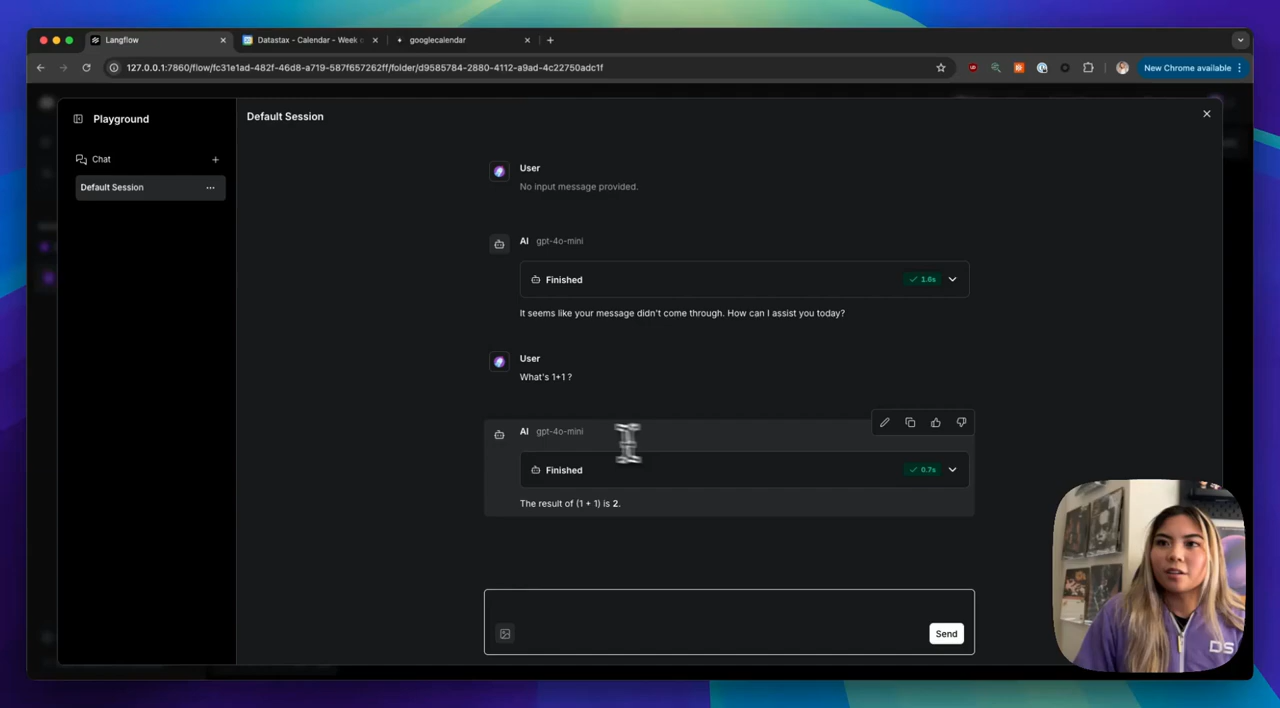 Langflow
Datastax - Calendar - Week
googlecalendar
127.0.0.1:7860/flow/fc31e1ad-482f-46d8-a719-587f657262ff/folder/d9585784-2880-4112-a9ad-4c22750adc1f
New Chrome available
Playground
Default Session
Chat
Default Session
User
No input message provided.
AI gpt-4o-mini
Finished 1.6s
It seems like your message didn't come through. How can I assist you today?
User
What's 1+1 ?
AI gpt-4o-mini
Finished 0.7s
The result of (1 + 1) is 2.
Send
DS